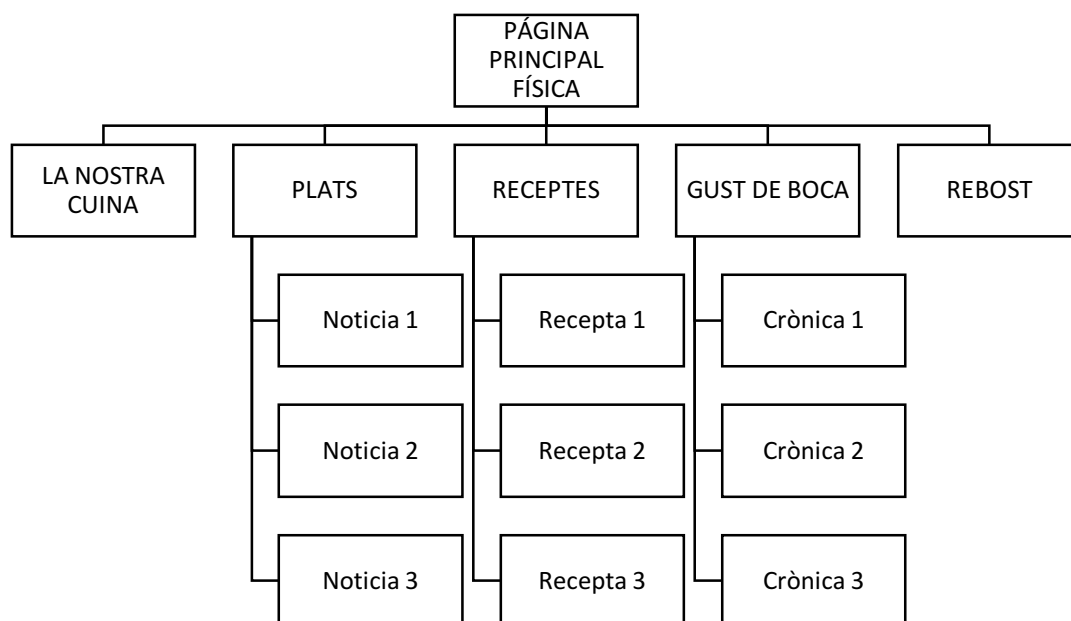 PÁGINA
PRINCIPAL
FÍSICA
LA NOSTRA
CUINA
PLATS
RECEPTES
GUST DE BOCA
REBOST
Noticia 1
Recepta 1
Crònica 1
Noticia 2
Recepta 2
Crònica 2
Noticia 3
Recepta 3
Crònica 3